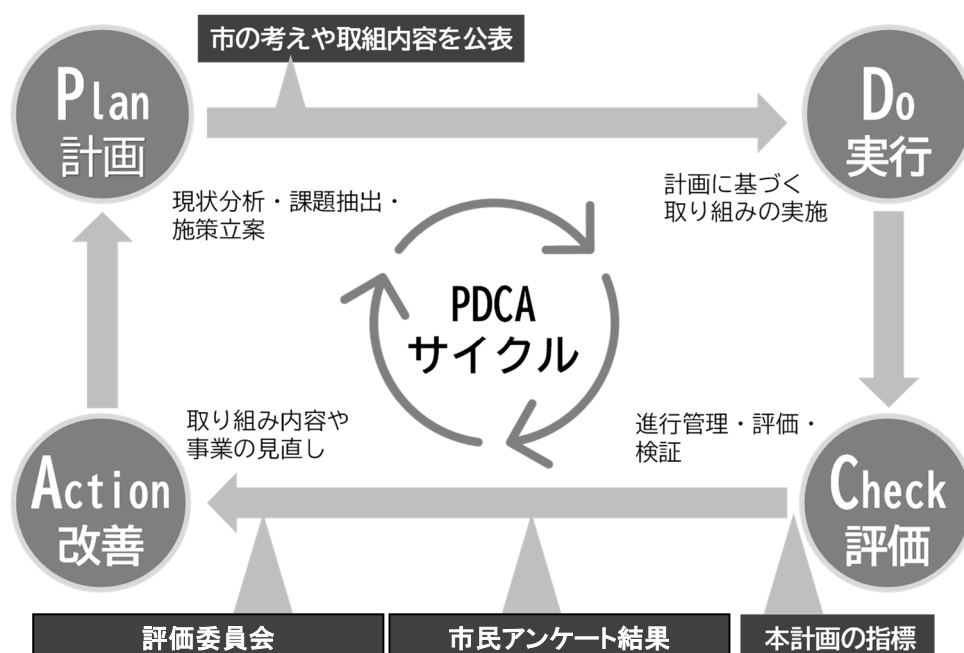 市の考えや取組内容を公表
Plan
計画
Do
実行
現状分析・課題抽出・
施策立案
計画に基づく
取り組みの実施
PDCA
サイクル
取り組み内容や
事業の見直し
進行管理・評価・
検証
Action
改善
Check
評価
評価委員会
市民アンケート結果
本計画の指標